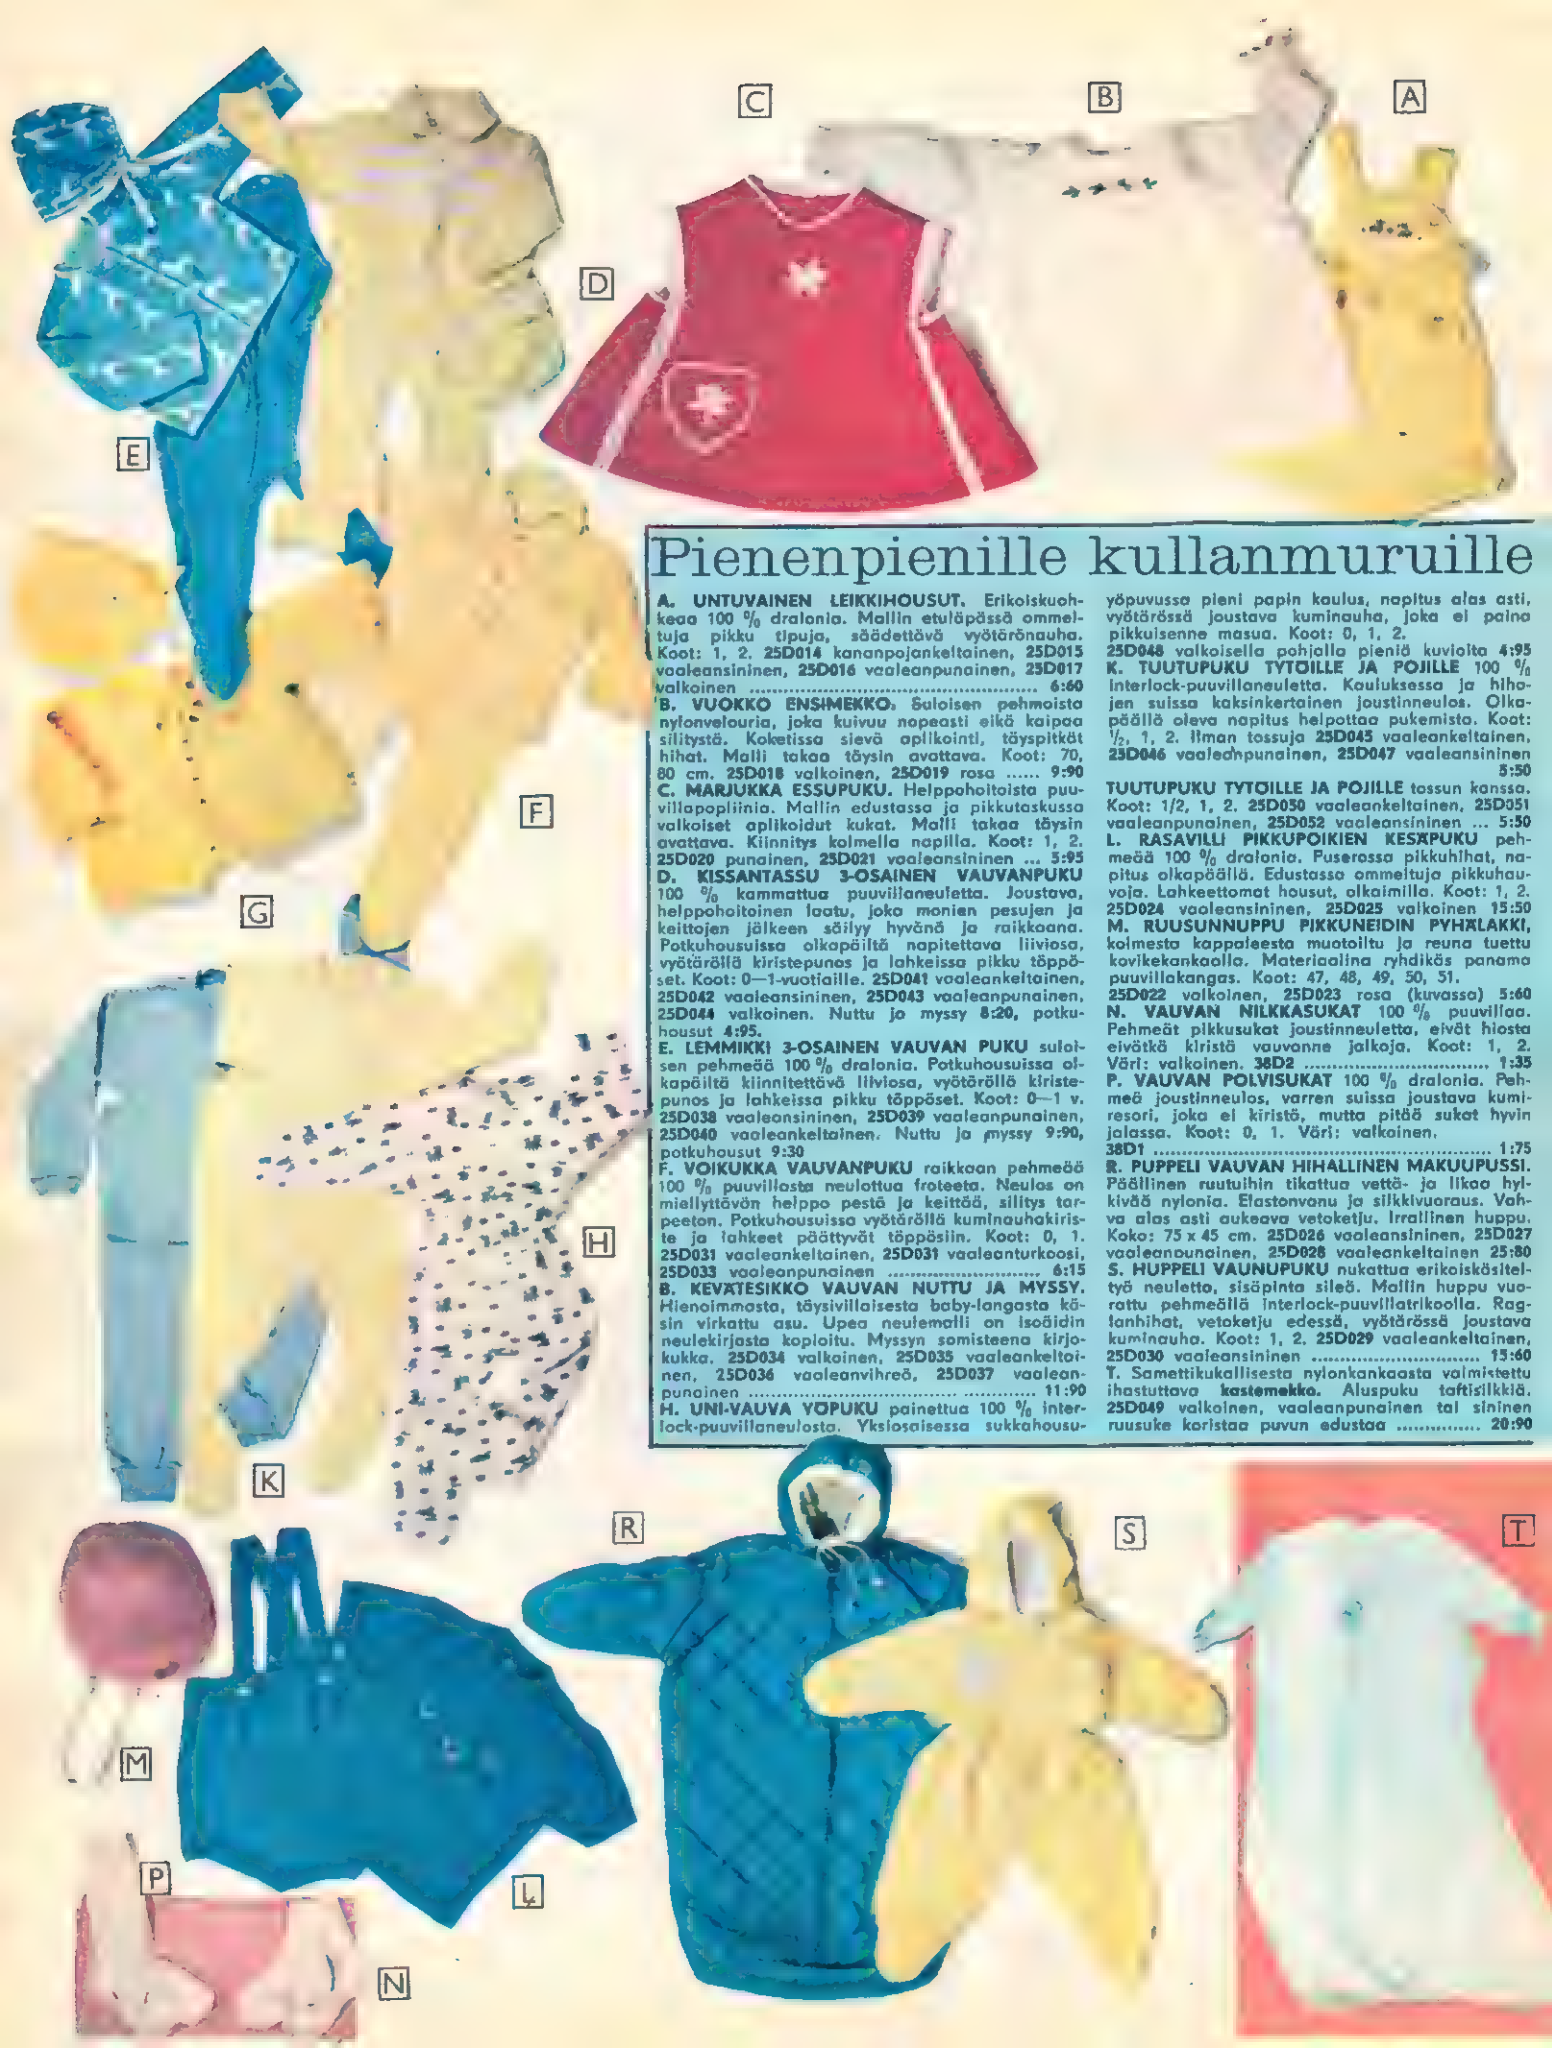 C
B
A
D
E
F
G
H
K
Pienenpienille kullanmuruille
A. UNTUVAINEN LEIKKIHOUSUT. Erikoiskuoh-
keaa 100 % dralonia. Mallin etuläpässä ommel-
tuja pikku tipuja, säädettävä vyötärönauha.
Koot: 1, 2. 25D014 kananpojankeltainen, 25D015
vaaleansininen, 25D016 vaaleanpunainen, 25D017
valkoinen ............ 6:60
B. VUOKKO ENSIMEKKO. Suloisen pehmoista
nylonvelouria, joka kuivuu nopeasti eikä kaipaa
silitystä. Koketissa sievä aplikointi, täyspitkät
hihat. Malli takaa täysin avattava. Koot: 70,
80 cm. 25D018 valkoinen, 25D019 rosa ...... 9:90
C. MARJUKKA ESSUPUKU. Helppohoitoista puu-
villapopliinia. Mallin edustassa ja pikkutaskussa
valkoiset aplikoidut kukat. Malli takaa täysin
avattava. Kiinnitys kolmella napilla. Koot: 1, 2.
25D020 punainen, 25D021 vaaleansininen ... 5:95
D. KISSANTASSU 3-OSAINEN VAUVANPUKU
100 % kammattua puuvillaneuletta. Joustava,
helppohoitoinen laatu, joka monien pesujen ja
keittojen jälkeen säilyy hyvänä ja raikkaana.
Potkuhousuissa olkapäiltä napitettava liiviosa,
vyötäröllä kiristepunos ja lahkeissa pikku töppö-
set. Koot: 0—1-vuotiaille. 25D041 vaaleankeltainen,
25D042 vaaleansininen, 25D043 vaaleanpunainen,
25D044 valkoinen. Nuttu ja myssy 8:20, potku-
housut 4:95.
E. LEMMIKKI 3-OSAINEN VAUVAN PUKU suloi-
sen pehmeää 100 % dralonia. Potkuhousuissa ol-
kapäiltä kiinnitettävä liiviosa, vyötäröllä kiriste-
punos ja lahkeissa pikku töppöset. Koot: 0—1 v.
25D038 vaaleansininen, 25D039 vaaleanpunainen,
25D040 vaaleankeltainen. Nuttu ja myssy 9:90,
potkuhousut 9:30
F. VOIKUKKA VAUVANPUKU raikkaan pehmeää
100 % puuvillasta neulottua froteeta. Neulos on
miellyttävän helppo pestä ja keittää, silitys tar-
peeton. Potkuhousuissa vyötäröllä kuminauhakiris-
te ja lahkeet päättyvät töppösiin. Koot: 0, 1.
25D031 vaaleankeltainen, 25D031 vaaleanturkoosi,
25D033 vaaleanpunainen ............ 6:15
B. KEVÄTESIKKO VAUVAN NUTTU JA MYSSY.
Hienoimmasta, täysivillaisesta baby-langasta kä-
sin virkattu asu. Upea neulemalli on isoäidin
neulekirjasta kopioitu. Myssyn somisteena kirjo-
kukka. 25D034 valkoinen, 25D035 vaaleankeltai-
nen, 25D036 vaaleanvihreä, 25D037 vaalean-
punainen ............ 11:90
H. UNI-VAUVA YÖPUKU painettua 100 % inter-
lock-puuvillaneulosta. Yksiosaisessa sukkahousu-
yöpuvussa pieni papin kaulus, napitus alas asti,
vyötärössä joustava kuminauha, joka ei paina
pikkuisenne masua. Koot: 0, 1, 2.
25D048 valkoisella pohjalla pieniä kuvioita 4:95
K. TUUTUPUKU TYTÖILLE JA POJILLE 100 %
interlock-puuvillaneuletta. Kauluksessa ja hiho-
jen suissa kaksinkertainen joustinneulos. Olka-
päällä oleva napitus helpottaa pukemista. Koot:
½, 1, 2. Ilman tossuja 25D045 vaaleankeltainen,
25D046 vaaleanpunainen, 25D047 vaaleansininen
5:50
TUUTUPUKU TYTÖILLE JA POJILLE tossun kanssa.
Koot: 1/2, 1, 2. 25D050 vaaleankeltainen, 25D051
vaaleanpunainen, 25D052 vaaleansininen ... 5:50
L. RASAVILLI PIKKUPOIKIEN KESÄPUKU peh-
meää 100 % dralonia. Puserossa pikkuhihat, na-
pitus olkapäällä. Edustassa ommeltuja pikkuhau-
voja. Lahkeettomat housut, olkaimilla. Koot: 1, 2.
25D024 vaaleansininen, 25D025 valkoinen 15:50
M. RUUSUNNUPPU PIKKUNEIDIN PYHÄLAKKI,
kolmesta kappaleesta muotoiltu ja reuna tuettu
kovikekankaalla. Materiaalina ryhdikäs panama
puuvillakangas. Koot: 47, 48, 49, 50, 51.
25D022 valkoinen, 25D023 rosa (kuvassa) 5:60
N. VAUVAN NILKKASUKAT 100 % puuvillaa.
Pehmeät pikkusukat joustinneuletta, eivät hiosta
eivätkä kiristä vauvanne jalkoja. Koot: 1, 2.
Väri: valkoinen. 38D2 ............ 1:35
P. VAUVAN POLVISUKAT 100 % dralonia. Peh-
meä joustinneulos, varren suissa joustava kumi-
resori, joka ei kiristä, mutta pitää sukat hyvin
jalassa. Koot: 0, 1. Väri: valkoinen.
38D1 ............ 1:75
R. PUPPELI VAUVAN HIHALLINEN MAKUUPUSSI.
Päällinen ruutuihin tikattua vettä- ja likaa hyl-
kivää nylonia. Elastonvanu ja silkkivuoraus. Vah-
va alas asti aukeava vetoketju. Irrallinen huppu.
Koko: 75 x 45 cm. 25D026 vaaleansininen, 25D027
vaaleanpunainen, 25D028 vaaleankeltainen 25:80
S. HUPPELI VAUNUPUKU nukattua erikoiskäsitel-
tyä neuletta, sisäpinta sileä. Mallin huppu vuo-
rattu pehmeällä interlock-puuvillatrikoolla. Rag-
lanhihat, vetoketju edessä, vyötärössä joustava
kuminauha. Koot: 1, 2. 25D029 vaaleankeltainen,
25D030 vaaleansininen ............ 15:60
T. Samettikukallisesta nylonkankaasta valmistettu
ihastuttava kastemekko. Aluspuku taftisilkkiä.
25D049 valkoinen, vaaleanpunainen tai sininen
ruusuke koristaa puvun edustaa ............ 20:90
R
S
T
M
P
L
N